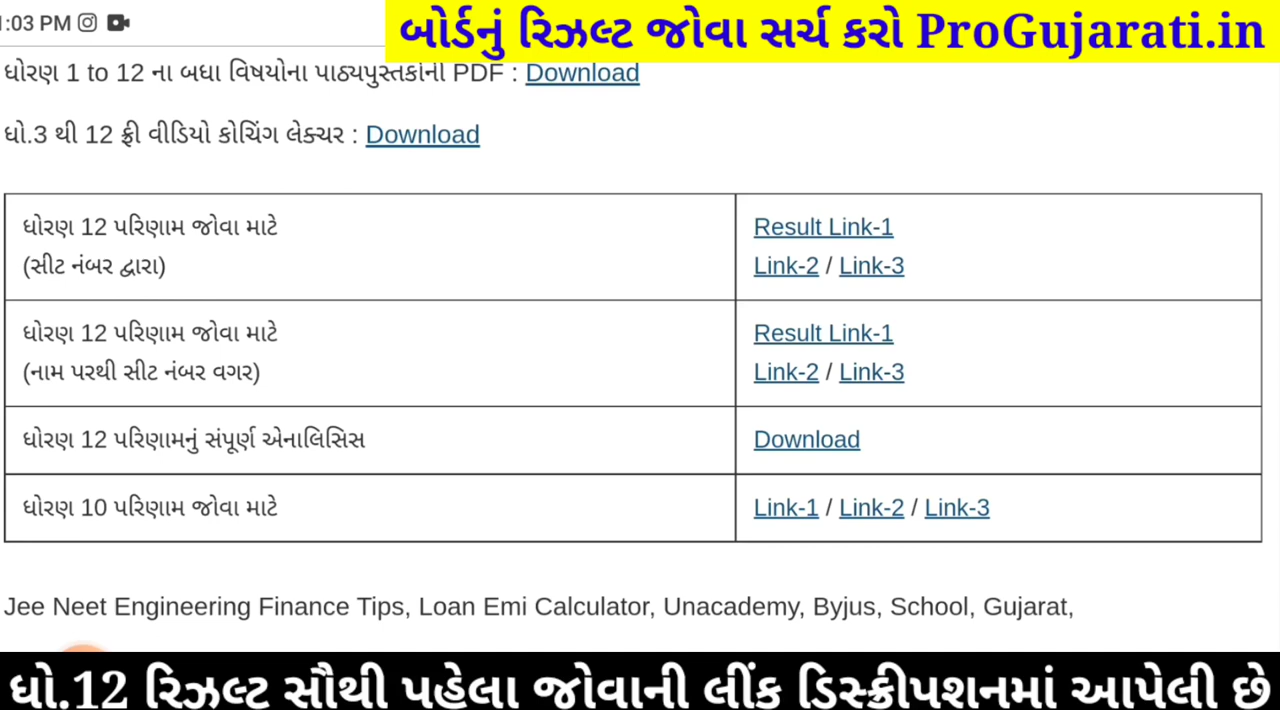 1:03 PM
બોર્ડનું રિઝલ્ટ જોવા સર્ચ કરો ProGujarati.in
ધોરણ 1 to 12 ના બધા વિષયોના પાઠ્યપુસ્તકોની PDF : Download
ધો.3 થી 12 ફ્રી વીડિયો કોચિંગ લેક્ચર : Download
ધોરણ 12 પરિણામ જોવા માટે
(સીટ નંબર દ્વારા)
Result Link-1
Link-2 / Link-3
ધોરણ 12 પરિણામ જોવા માટે
(નામ પરથી સીટ નંબર વગર)
Result Link-1
Link-2 / Link-3
ધોરણ 12 પરિણામનું સંપૂર્ણ એનાલિસિસ
Download
ધોરણ 10 પરિણામ જોવા માટે
Link-1 / Link-2 / Link-3
Jee Neet Engineering Finance Tips, Loan Emi Calculator, Unacademy, Byjus, School, Gujarat,
ધો.12 રિઝલ્ટ સૌથી પહેલા જોવાની લીંક ડિસ્ક્રીપશનમાં આપેલી છે